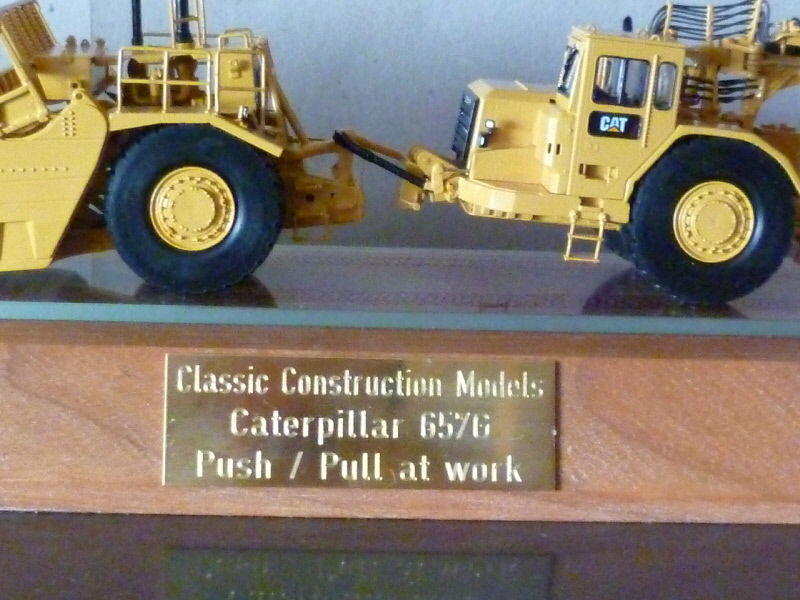 CAT
Classic Construction Models
Caterpillar 657G
Push / Pull at work